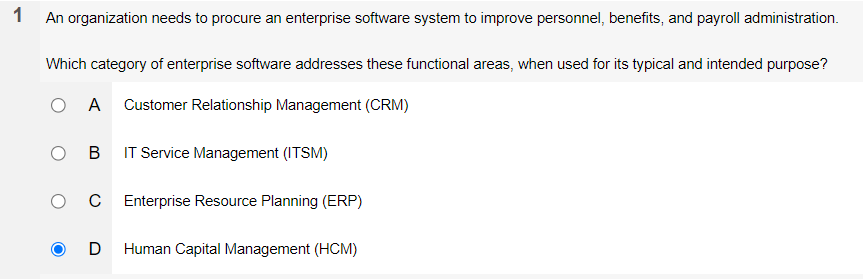 1 An organization needs to procure an enterprise software system to improve personnel, benefits, and payroll administration.
Which category of enterprise software addresses these functional areas, when used for its typical and intended purpose?
A Customer Relationship Management (CRM)
B IT Service Management (ITSM)
C Enterprise Resource Planning (ERP)
D Human Capital Management (HCM)